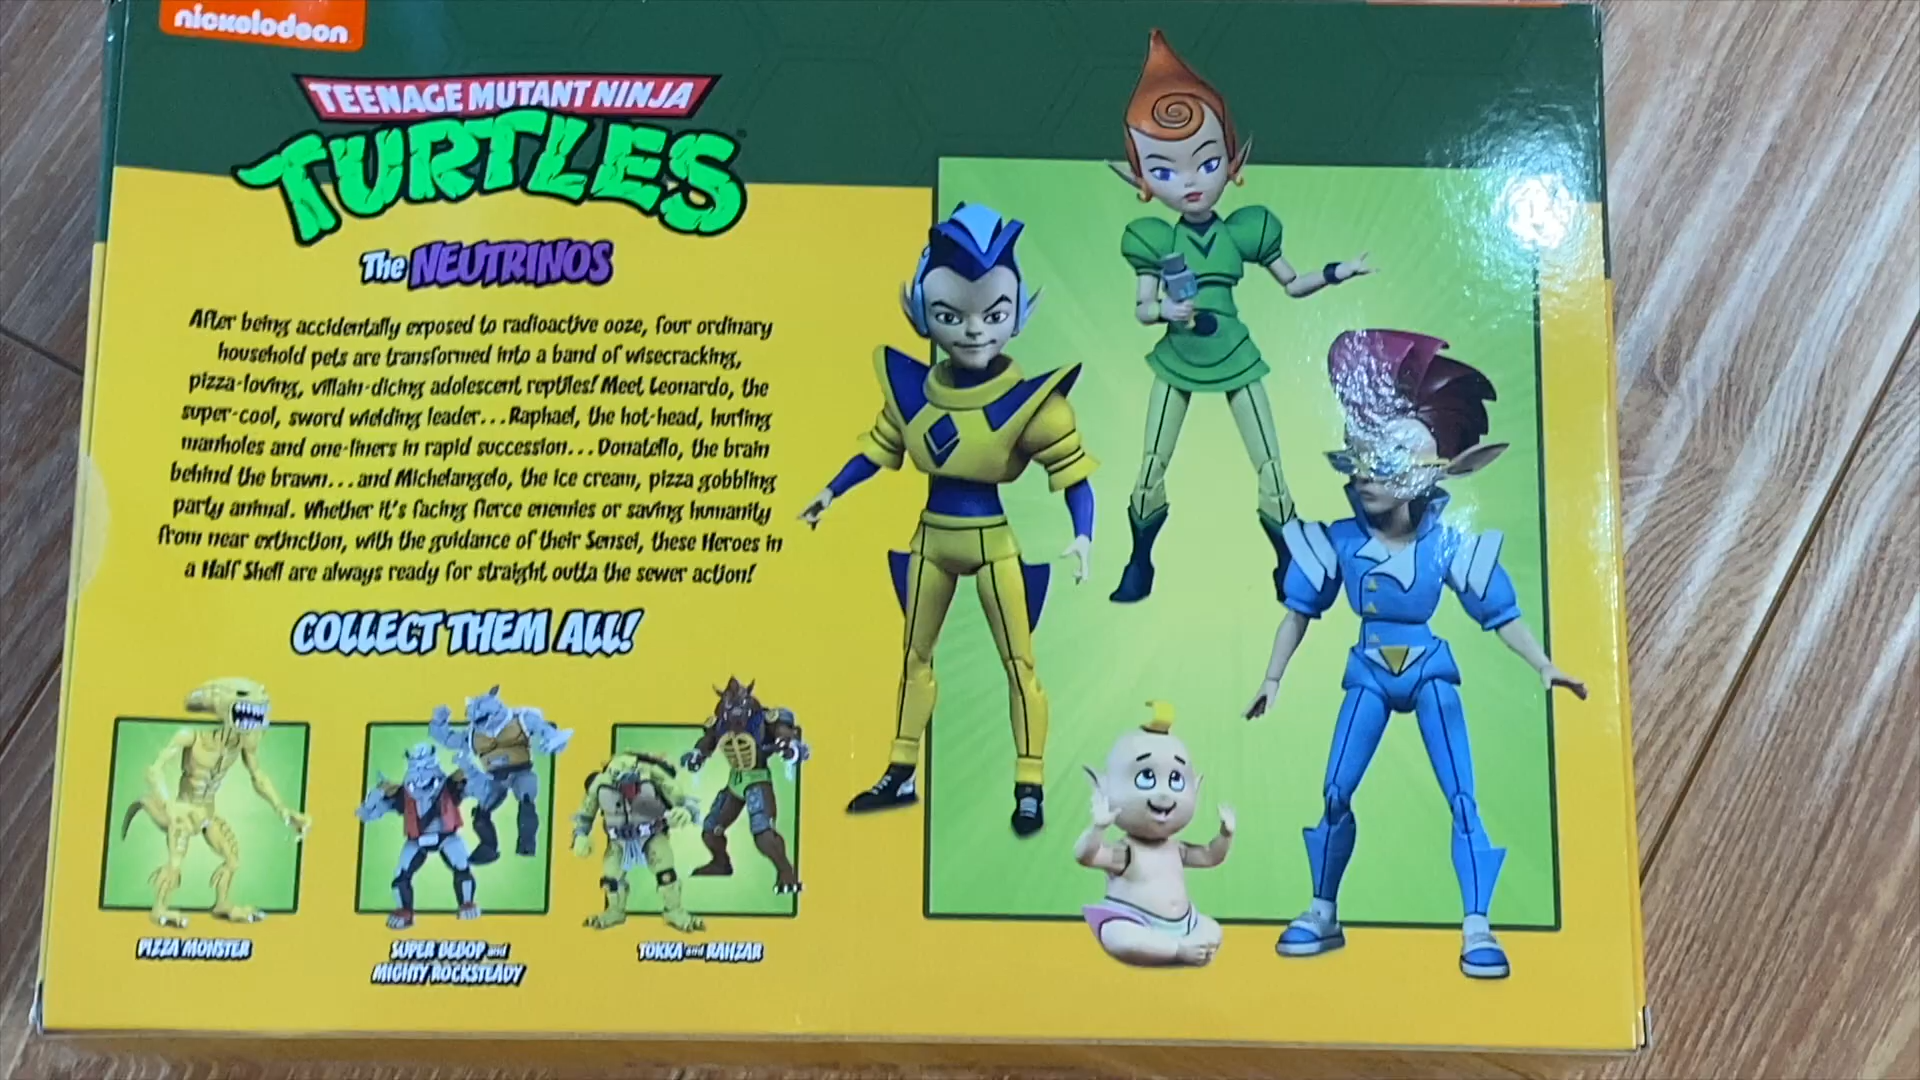 nickelodeon
TEENAGE MUTANT NINJA
TURTLES
The NEUTRINOS
After being accidentally exposed to radioactive ooze, four ordinary
household pets are transformed into a band of wisecracking,
pizza-loving, villain-dicing adolescent reptiles! Meet Leonardo, the
super-cool, sword wielding leader...Raphael, the hot-head, hurling
manholes and one-liners in rapid succession...Donatello, the brain
behind the brawn...and Michelangelo, the ice cream, pizza gobbling
party animal. Whether it's facing fierce enemies or saving humanity
from near extinction, with the guidance of their Sensei, these Heroes in
a Half Shell are always ready for straight outta the sewer action!
COLLECT THEM ALL!
PIZZA MONSTER
SUPER BEBOP and
MIGHTY ROCKSTEADY
TOKKA and RAHZAR